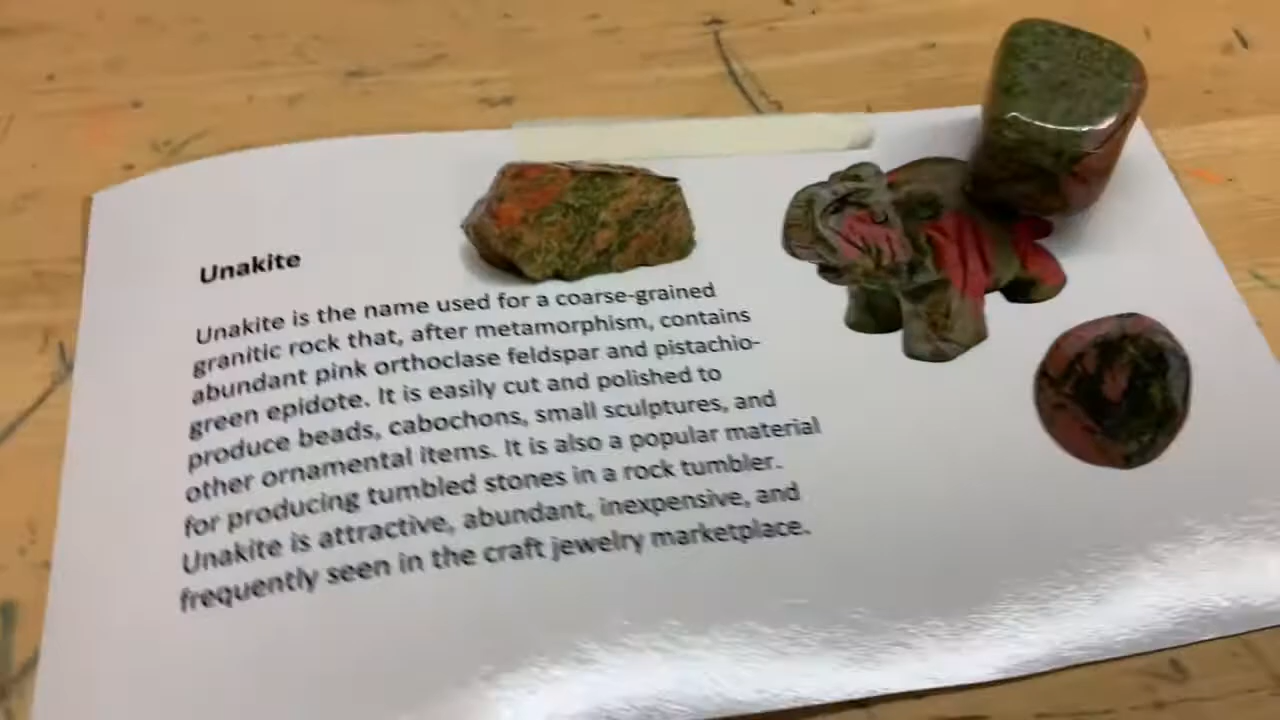 Unakite
Unakite is the name used for a coarse-grained
granitic rock that, after metamorphism, contains
abundant pink orthoclase feldspar and pistachio-
green epidote. It is easily cut and polished to
produce beads, cabochons, small sculptures, and
other ornamental items. It is also a popular material
for producing tumbled stones in a rock tumbler.
Unakite is attractive, abundant, inexpensive, and
frequently seen in the craft jewelry marketplace.